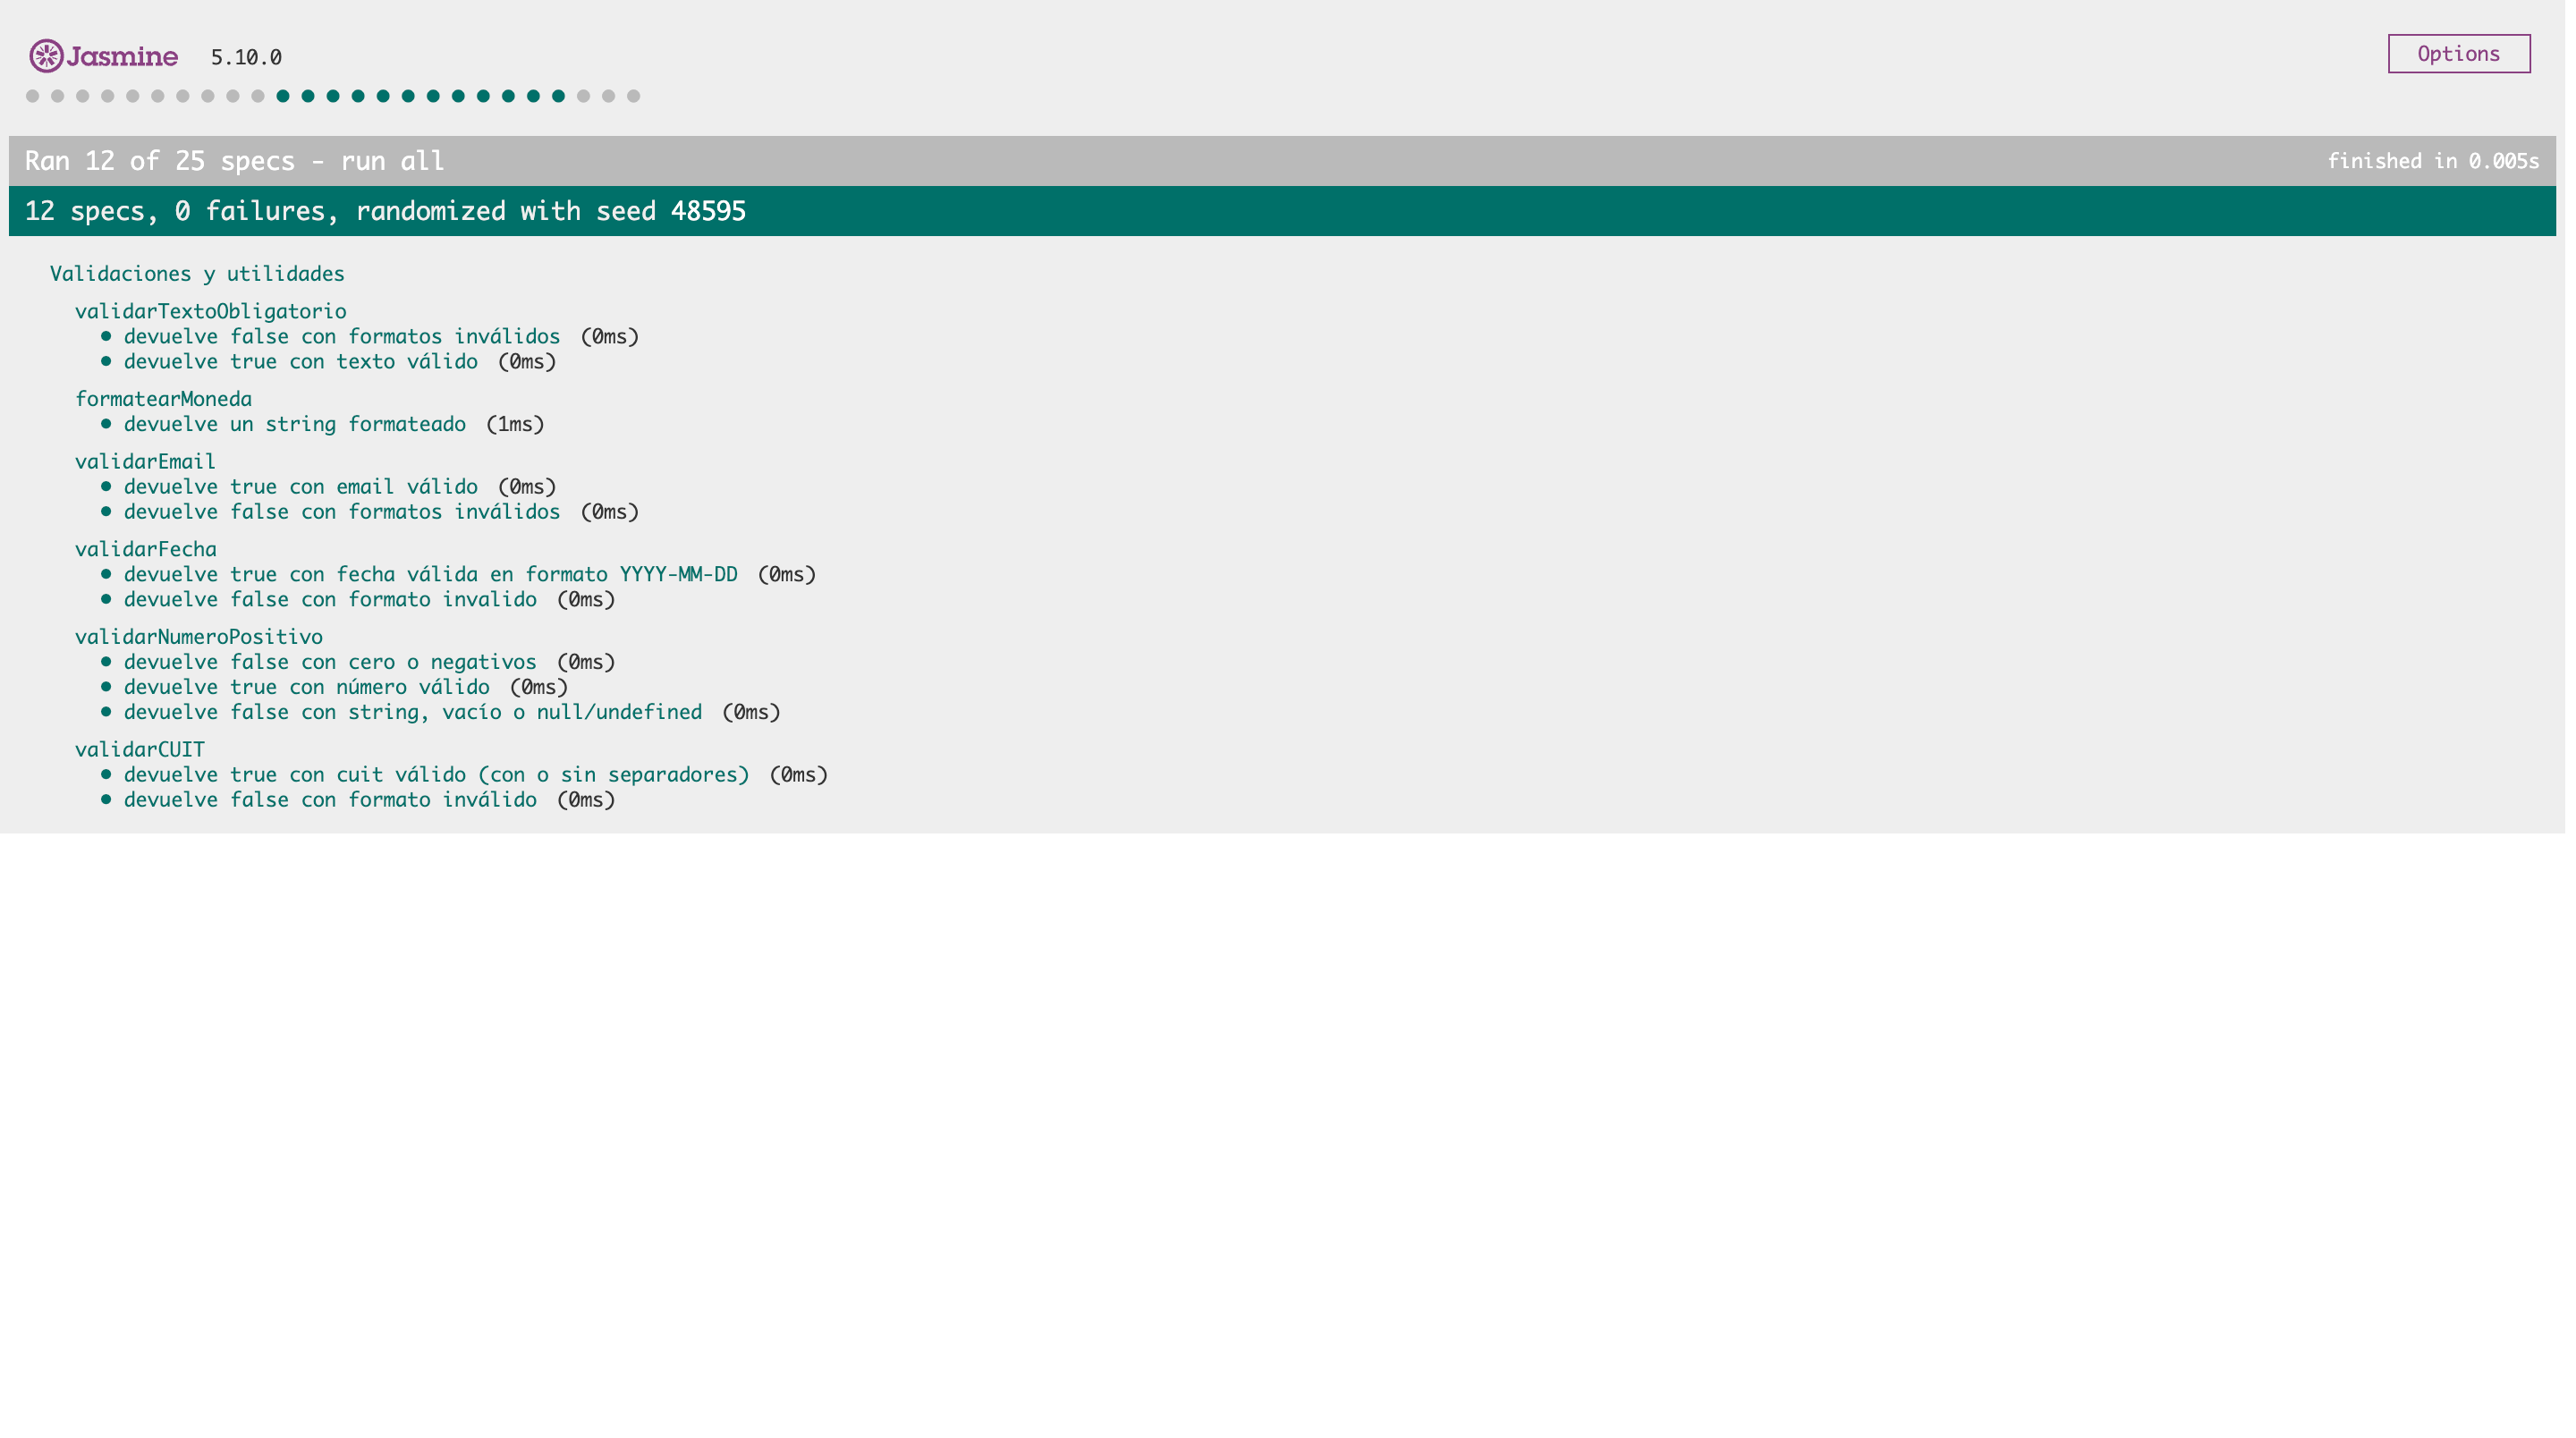 Jasmine 5.10.0 Options
Ran 12 of 25 specs - run all finished in 0.005s
12 specs, 0 failures, randomized with seed 48595
Validaciones y utilidades
validarTextoObligatorio
• devuelve false con formatos inválidos (0ms)
• devuelve true con texto válido (0ms)
formatearMoneda
• devuelve un string formateado (1ms)
validarEmail
• devuelve true con email válido (0ms)
• devuelve false con formatos inválidos (0ms)
validarFecha
• devuelve true con fecha válida en formato YYYY-MM-DD (0ms)
• devuelve false con formato invalido (0ms)
validarNumeroPositivo
• devuelve false con cero o negativos (0ms)
• devuelve true con número válido (0ms)
• devuelve false con string, vacío o null/undefined (0ms)
validarCUIT
• devuelve true con cuit válido (con o sin separadores) (0ms)
• devuelve false con formato inválido (0ms)